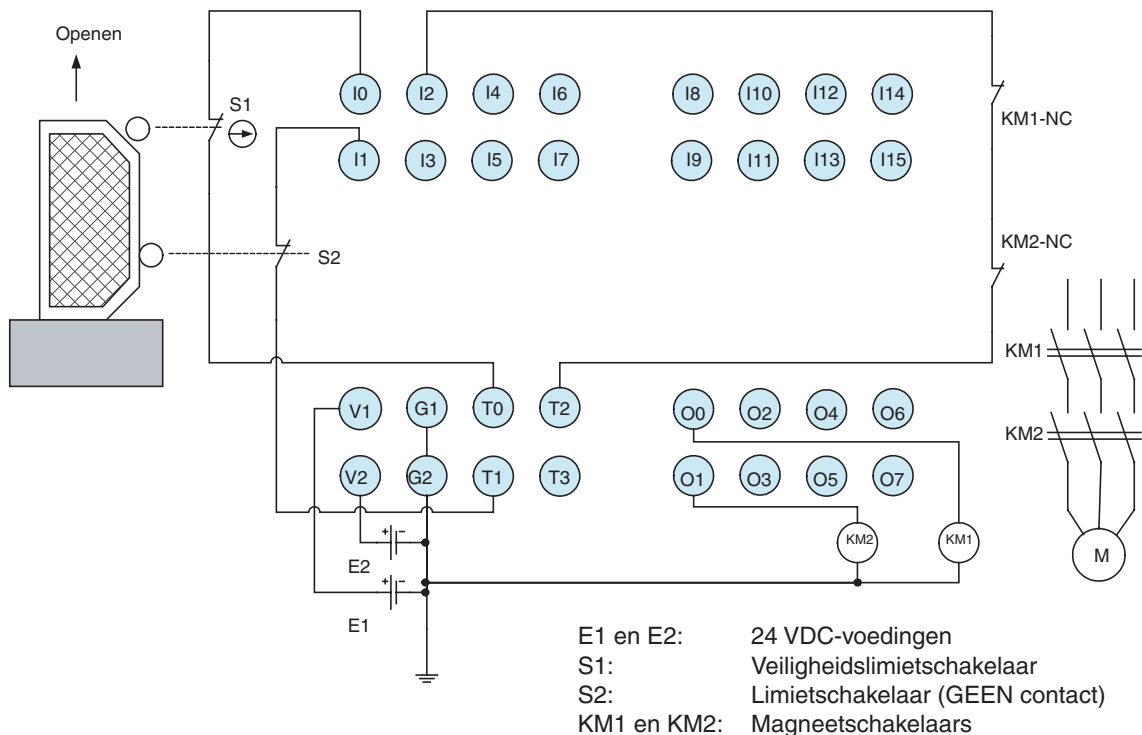 Openen
S1
I0 I2 I4 I6 I8 I10 I12 I14
KM1-NC
I1 I3 I5 I7 I9 I11 I13 I15
KM2-NC
S2
KM1
V1 G1 T0 T2 O0 O2 O4 O6
KM2
V2 G2 T1 T3 O1 O3 O5 O7
+ −
KM2 KM1
M
E2
+ −
E1
E1 en E2: 24 VDC-voedingen
S1: Veiligheidslimietschakelaar
S2: Limietschakelaar (GEEN contact)
KM1 en KM2: Magneetschakelaars